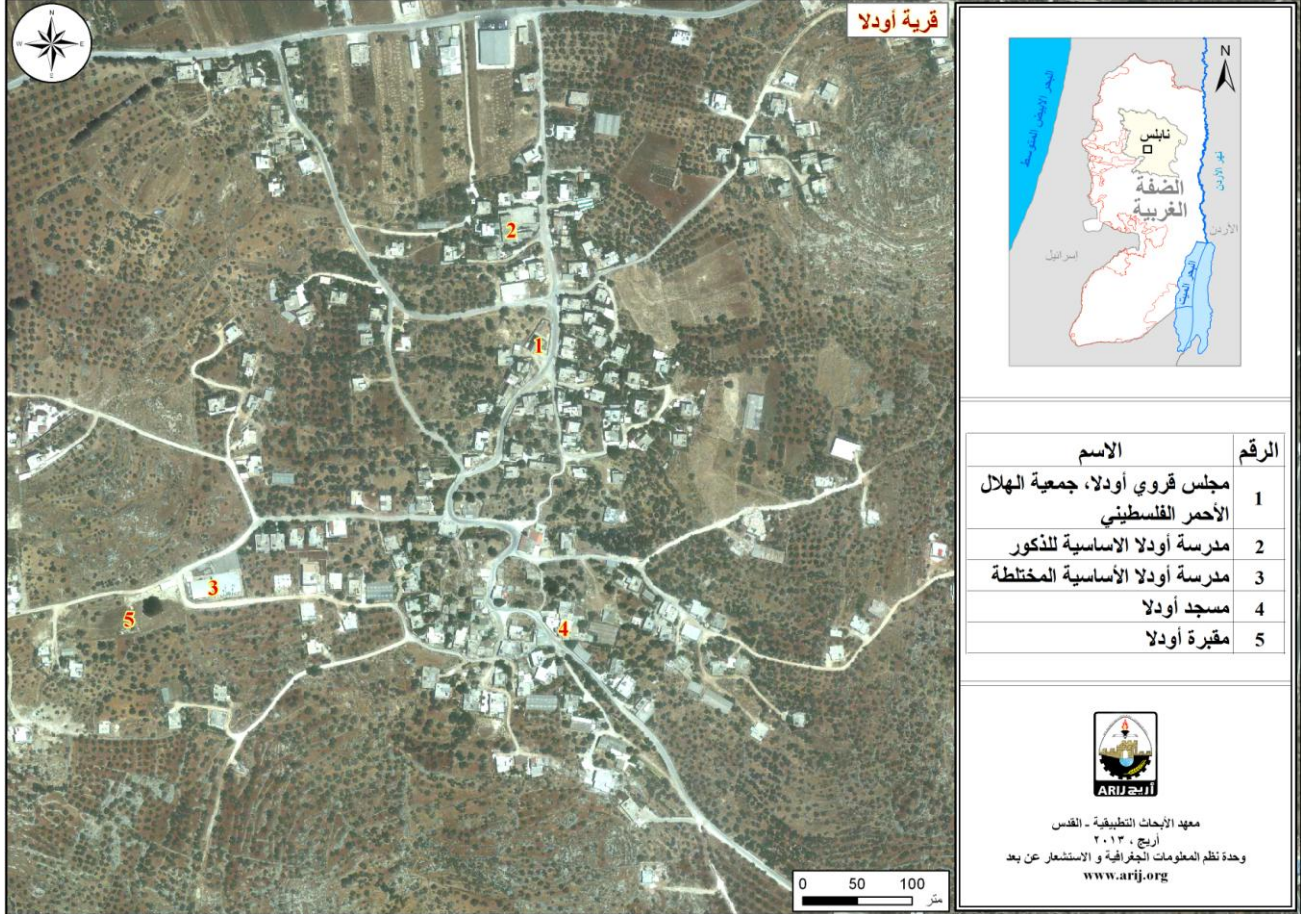 قرية أودلا
N
W
E
E
1
2
3
4
5
0 50 100
متر
N
البحر الابيض المتوسط
نابلس
نهر الأردن
الضفة
الغربية
الأردن
إسرائيل
البحر الميت
الرقم الاسم
1 مجلس قروي أودلا، جمعية الهلال
الأحمر الفلسطيني
2 مدرسة أودلا الاساسية للذكور
3 مدرسة أودلا الأساسية المختلطة
4 مسجد أودلا
5 مقبرة أودلا
ARIJ أريج
معهد الأبحاث التطبيقية - القدس
أريج ، ٢٠١٣
وحدة نظم المعلومات الجغرافية و الاستشعار عن بعد
www.arij.org